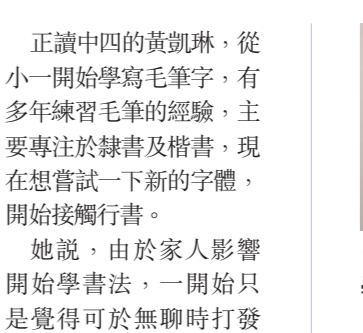 正讀中四的黃凱琳，從
小一開始學寫毛筆字，有
多年練習毛筆的經驗，主
要專注於隸書及楷書，現
在想嘗試一下新的字體，
開始接觸行書。
她説，由於家人影響
開始學書法，一開始只
是覺得可於無聊時打發